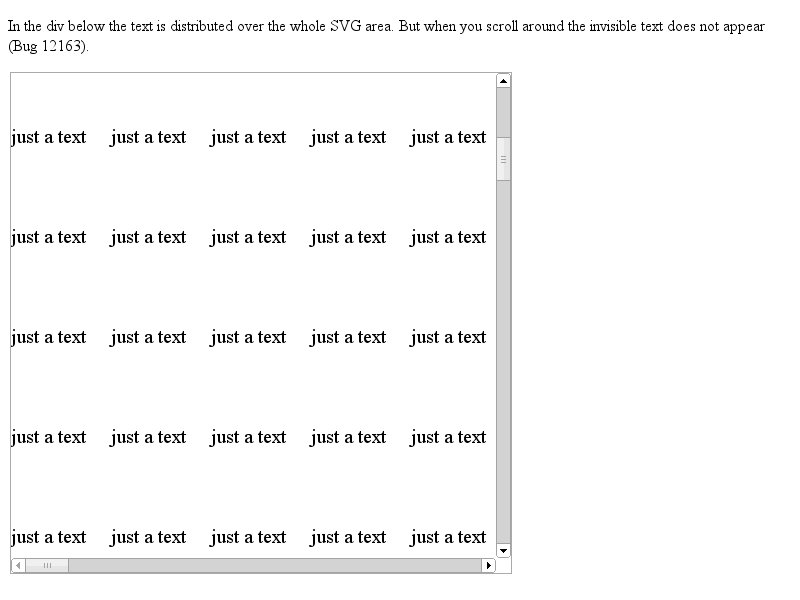 In the div below the text is distributed over the whole SVG area. But when you scroll around the invisible text does not appear
(Bug 12163).
just a text just a text just a text just a text just a text
just a text just a text just a text just a text just a text
just a text just a text just a text just a text just a text
just a text just a text just a text just a text just a text
just a text just a text just a text just a text just a text